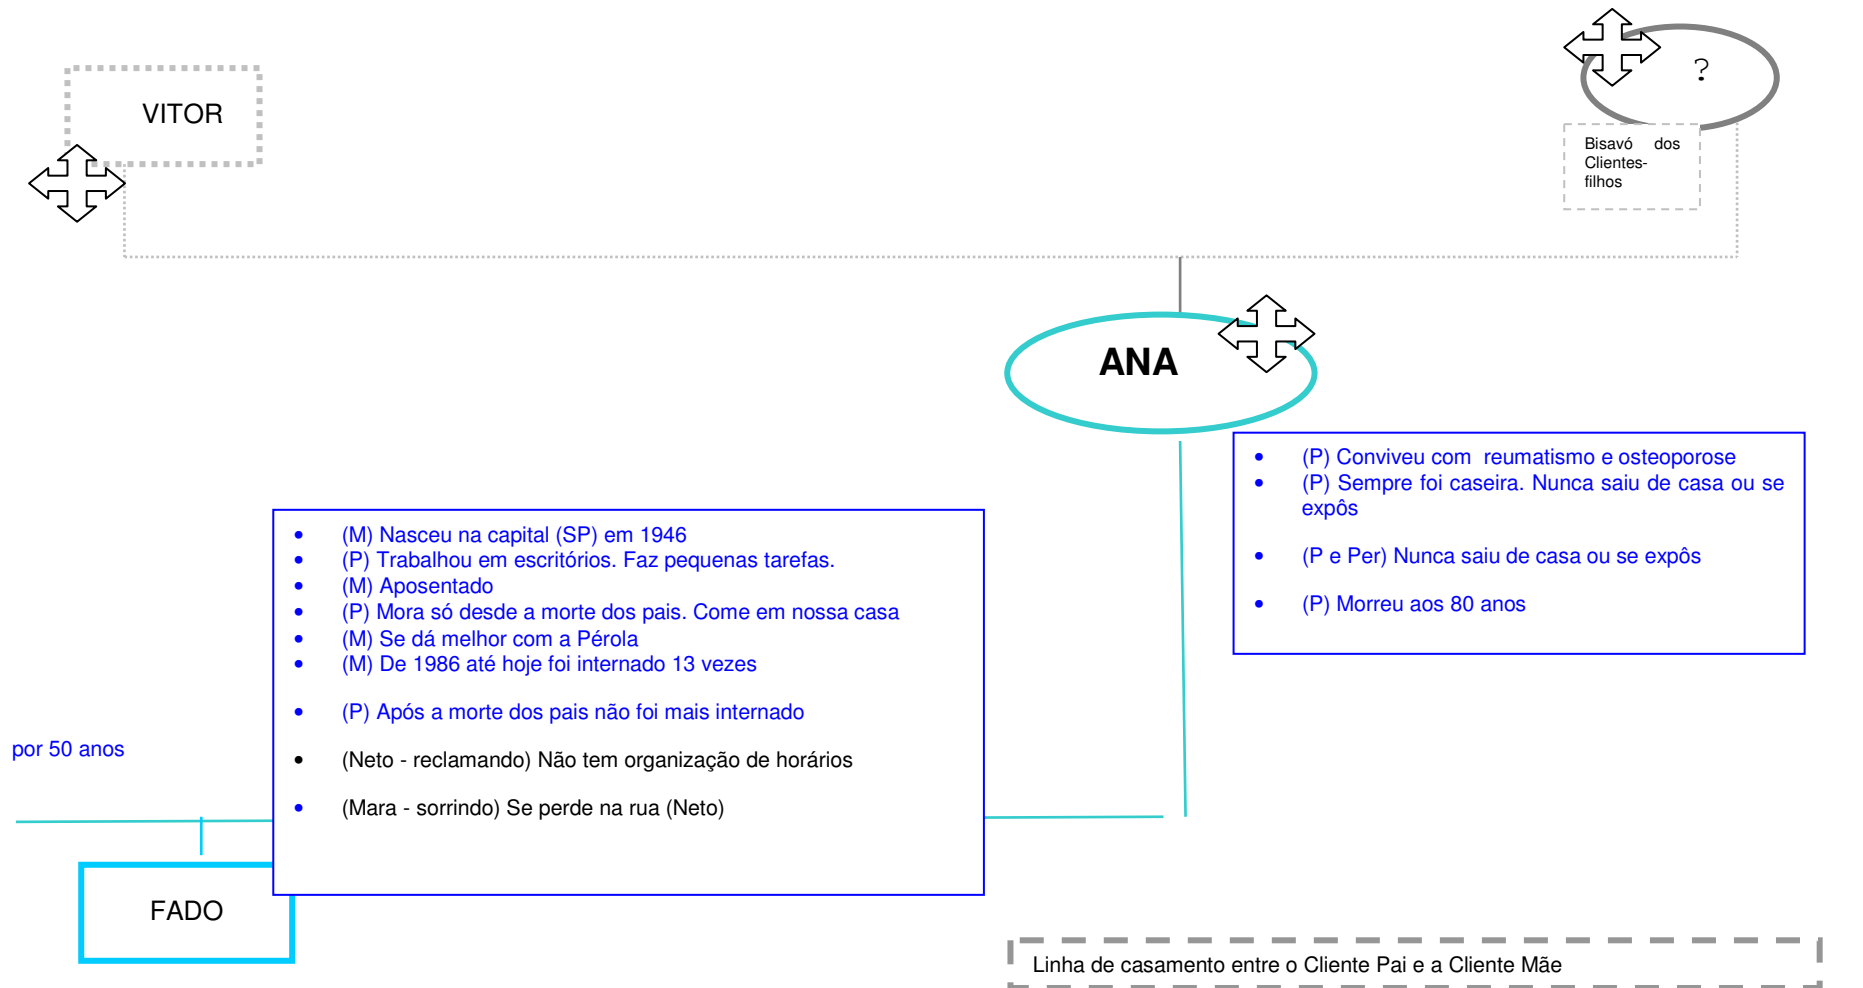 VITOR
?
Bisavó dos
Clientes-
filhos
ANA
• (P) Conviveu com reumatismo e osteoporose
• (P) Sempre foi caseira. Nunca saiu de casa ou se
expôs
• (P e Per) Nunca saiu de casa ou se expôs
• (P) Morreu aos 80 anos
• (M) Nasceu na capital (SP) em 1946
• (P) Trabalhou em escritórios. Faz pequenas tarefas.
• (M) Aposentado
• (P) Mora só desde a morte dos pais. Come em nossa casa
• (M) Se dá melhor com a Pérola
• (M) De 1986 até hoje foi internado 13 vezes
• (P) Após a morte dos pais não foi mais internado
• (Neto - reclamando) Não tem organização de horários
• (Mara - sorrindo) Se perde na rua (Neto)
por 50 anos
FADO
Linha de casamento entre o Cliente Pai e a Cliente Mãe